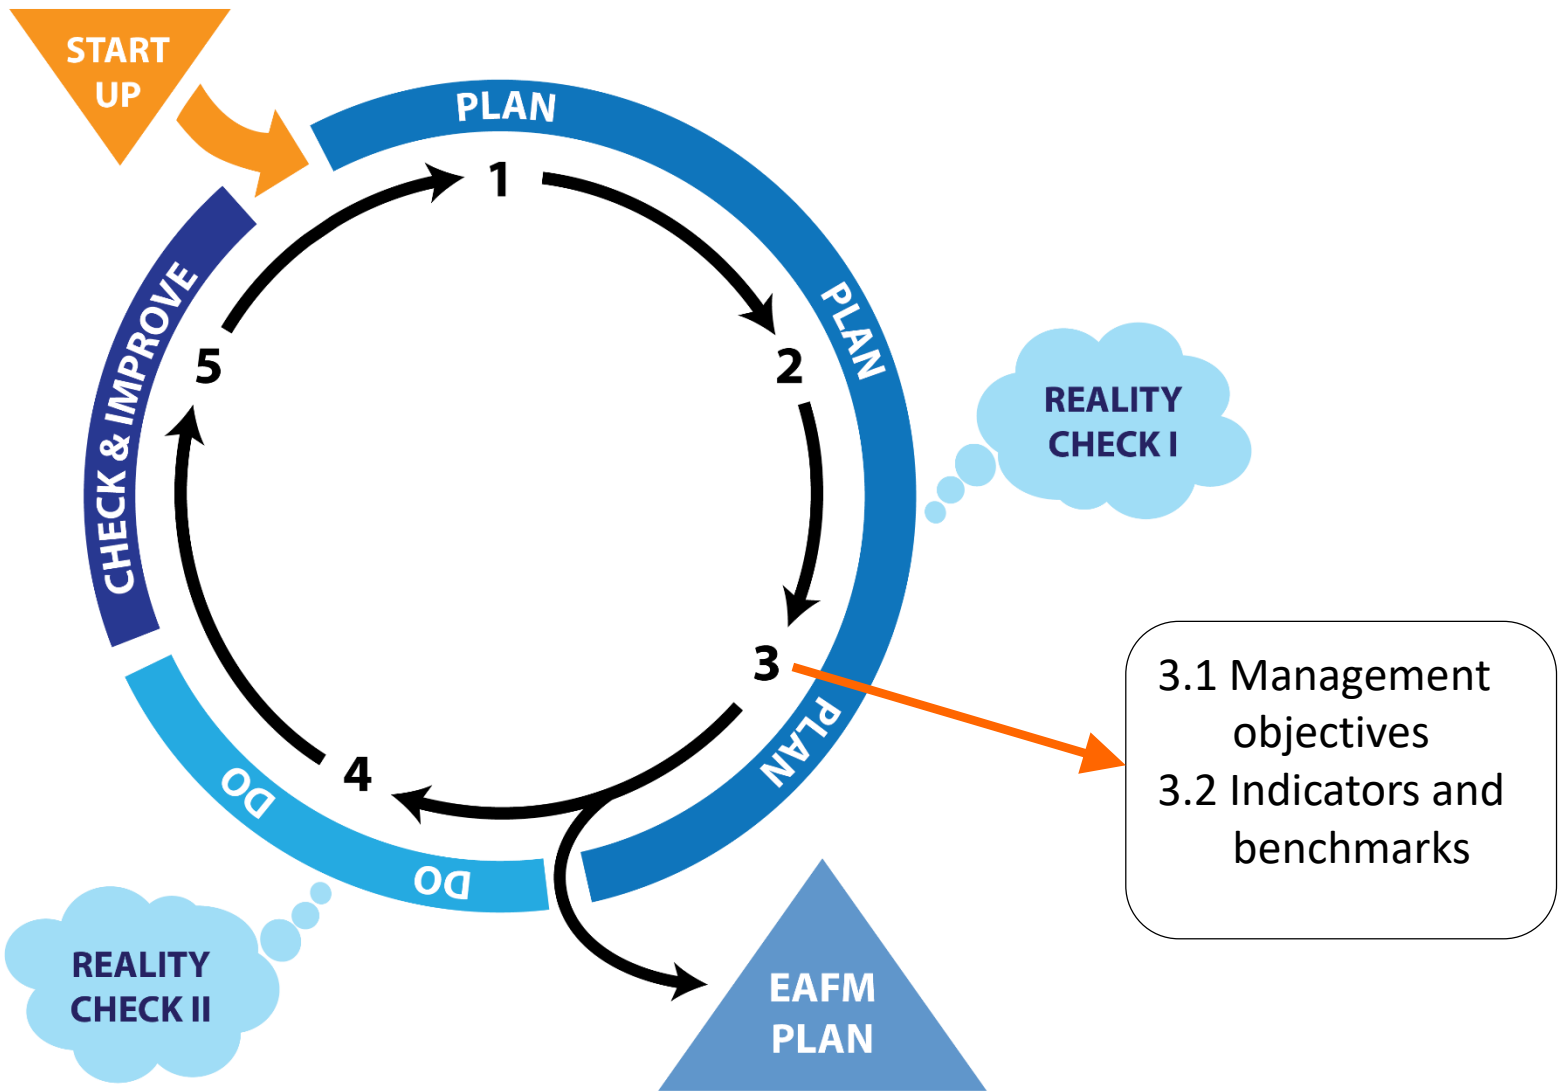 START
UP
PLAN
1
PLAN
2
REALITY
CHECK I
5
CHECK & IMPROVE
3
3.1 Management
objectives
3.2 Indicators and
benchmarks
PLAN
4
DO
DO
REALITY
CHECK II
EAFM
PLAN